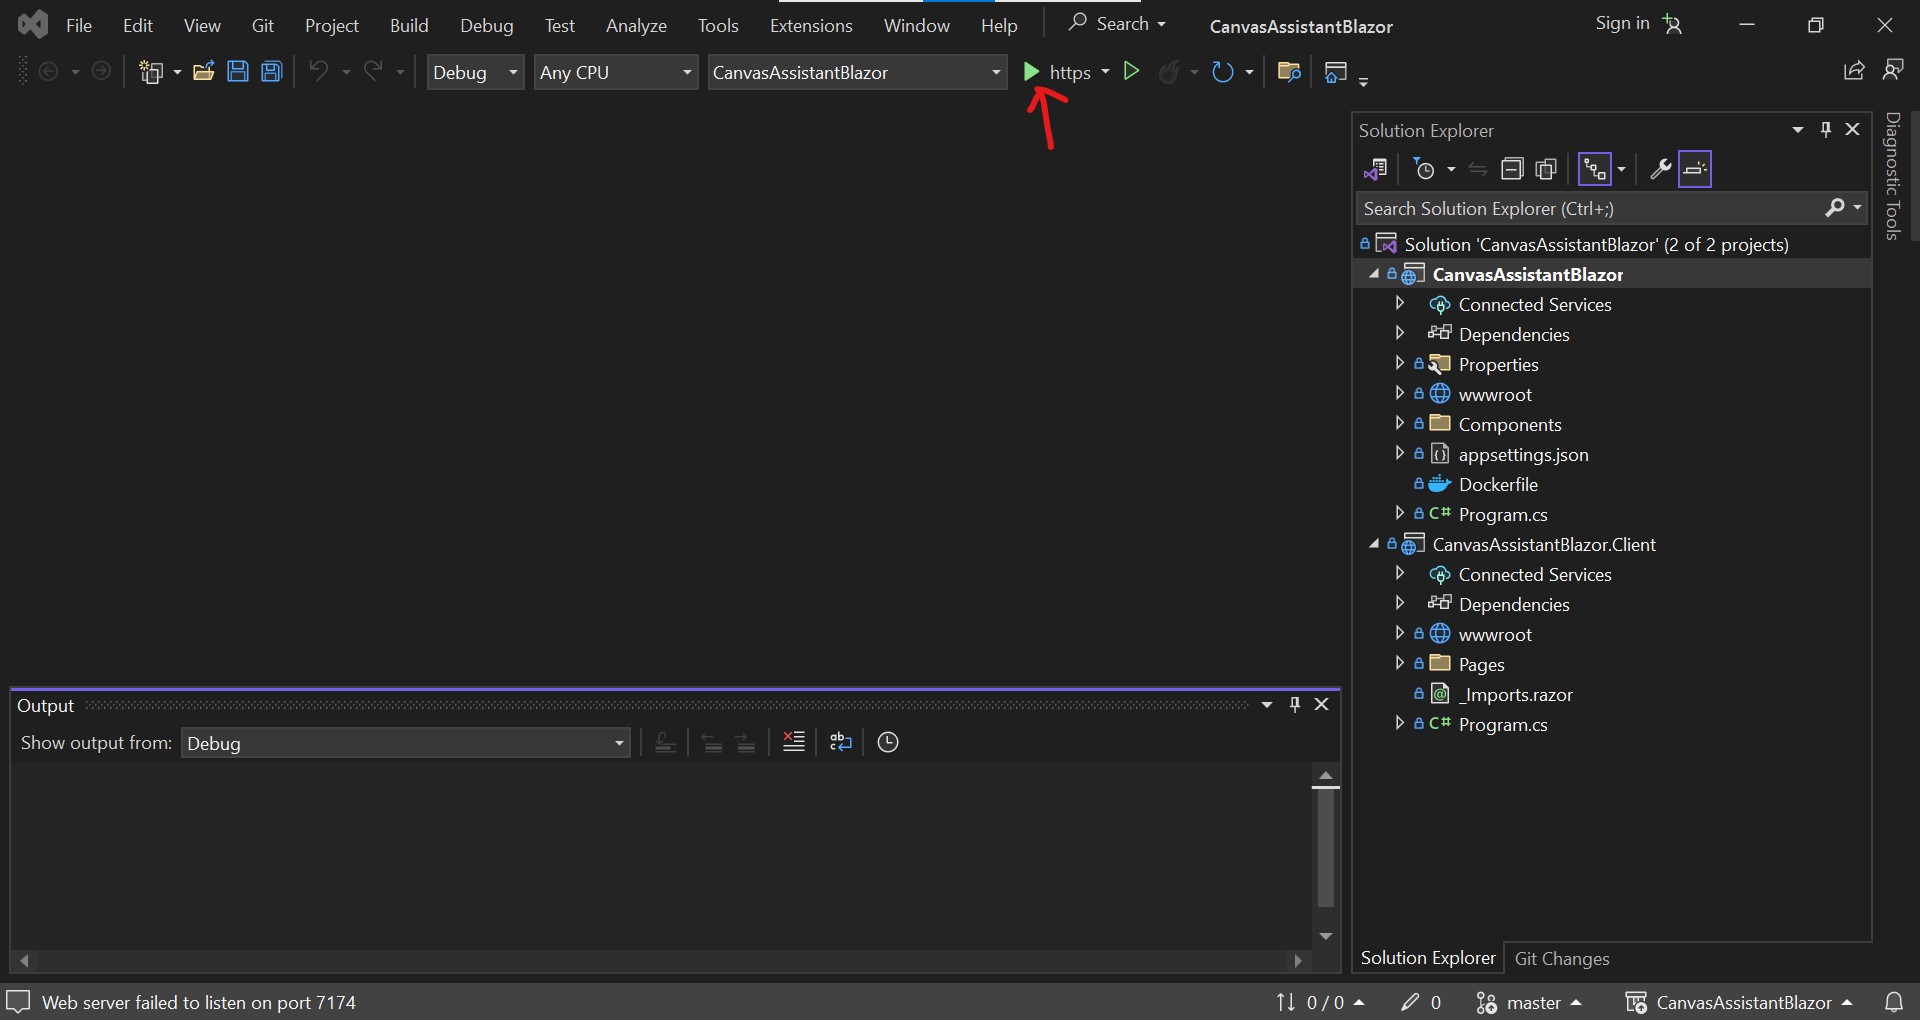 File Edit View Git Project Build Debug Test Analyze Tools Extensions Window Help Search CanvasAssistantBlazor Sign in
Debug Any CPU CanvasAssistantBlazor https
Solution Explorer
Search Solution Explorer (Ctrl+;)
Solution 'CanvasAssistantBlazor' (2 of 2 projects)
CanvasAssistantBlazor
Connected Services
Dependencies
Properties
wwwroot
Components
appsettings.json
Dockerfile
C# Program.cs
CanvasAssistantBlazor.Client
Connected Services
Dependencies
wwwroot
Pages
_Imports.razor
C# Program.cs
Solution Explorer Git Changes
Diagnostic Tools
Output
Show output from: Debug
Web server failed to listen on port 7174 0 / 0 0 master CanvasAssistantBlazor